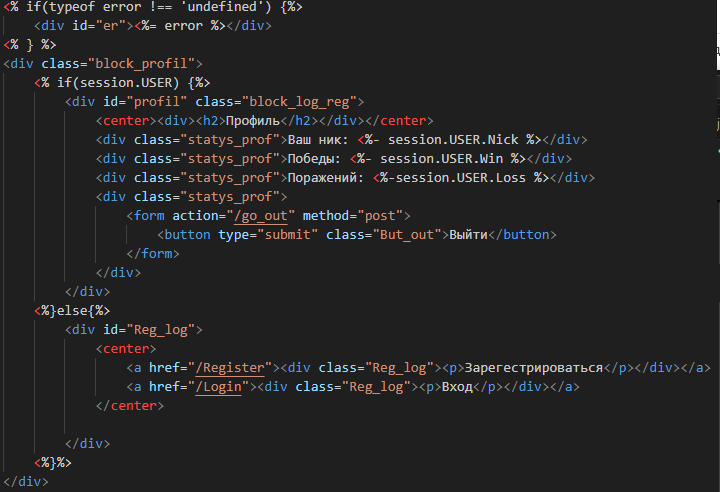 <% if(typeof error !== 'undefined') {%>
    <div id="er"><%= error %></div>
<% } %>
<div class="block_profil">
    <% if(session.USER) {%>
        <div id="profil" class="block_log_reg">
            <center><div><h2>Профиль</h2></div></center>
            <div class="statys_prof">Ваш ник: <%- session.USER.Nick %></div>
            <div class="statys_prof">Победы: <%- session.USER.Win %></div>
            <div class="statys_prof">Поражений: <%-session.USER.Loss %></div>
            <div class="statys_prof">
                <form action="/go_out" method="post">
                    <button type="submit" class="But_out">Выйти</button>
                </form>
            </div>
        </div>
    <%}else{%>
        <div id="Reg_log">
            <center>
                <a href="/Register"><div class="Reg_log"><p>Зарегестрироваться</p></div></a>
                <a href="/Login"><div class="Reg_log"><p>Вход</p></div></a>
            </center>

        </div>
    <%}%>
</div>